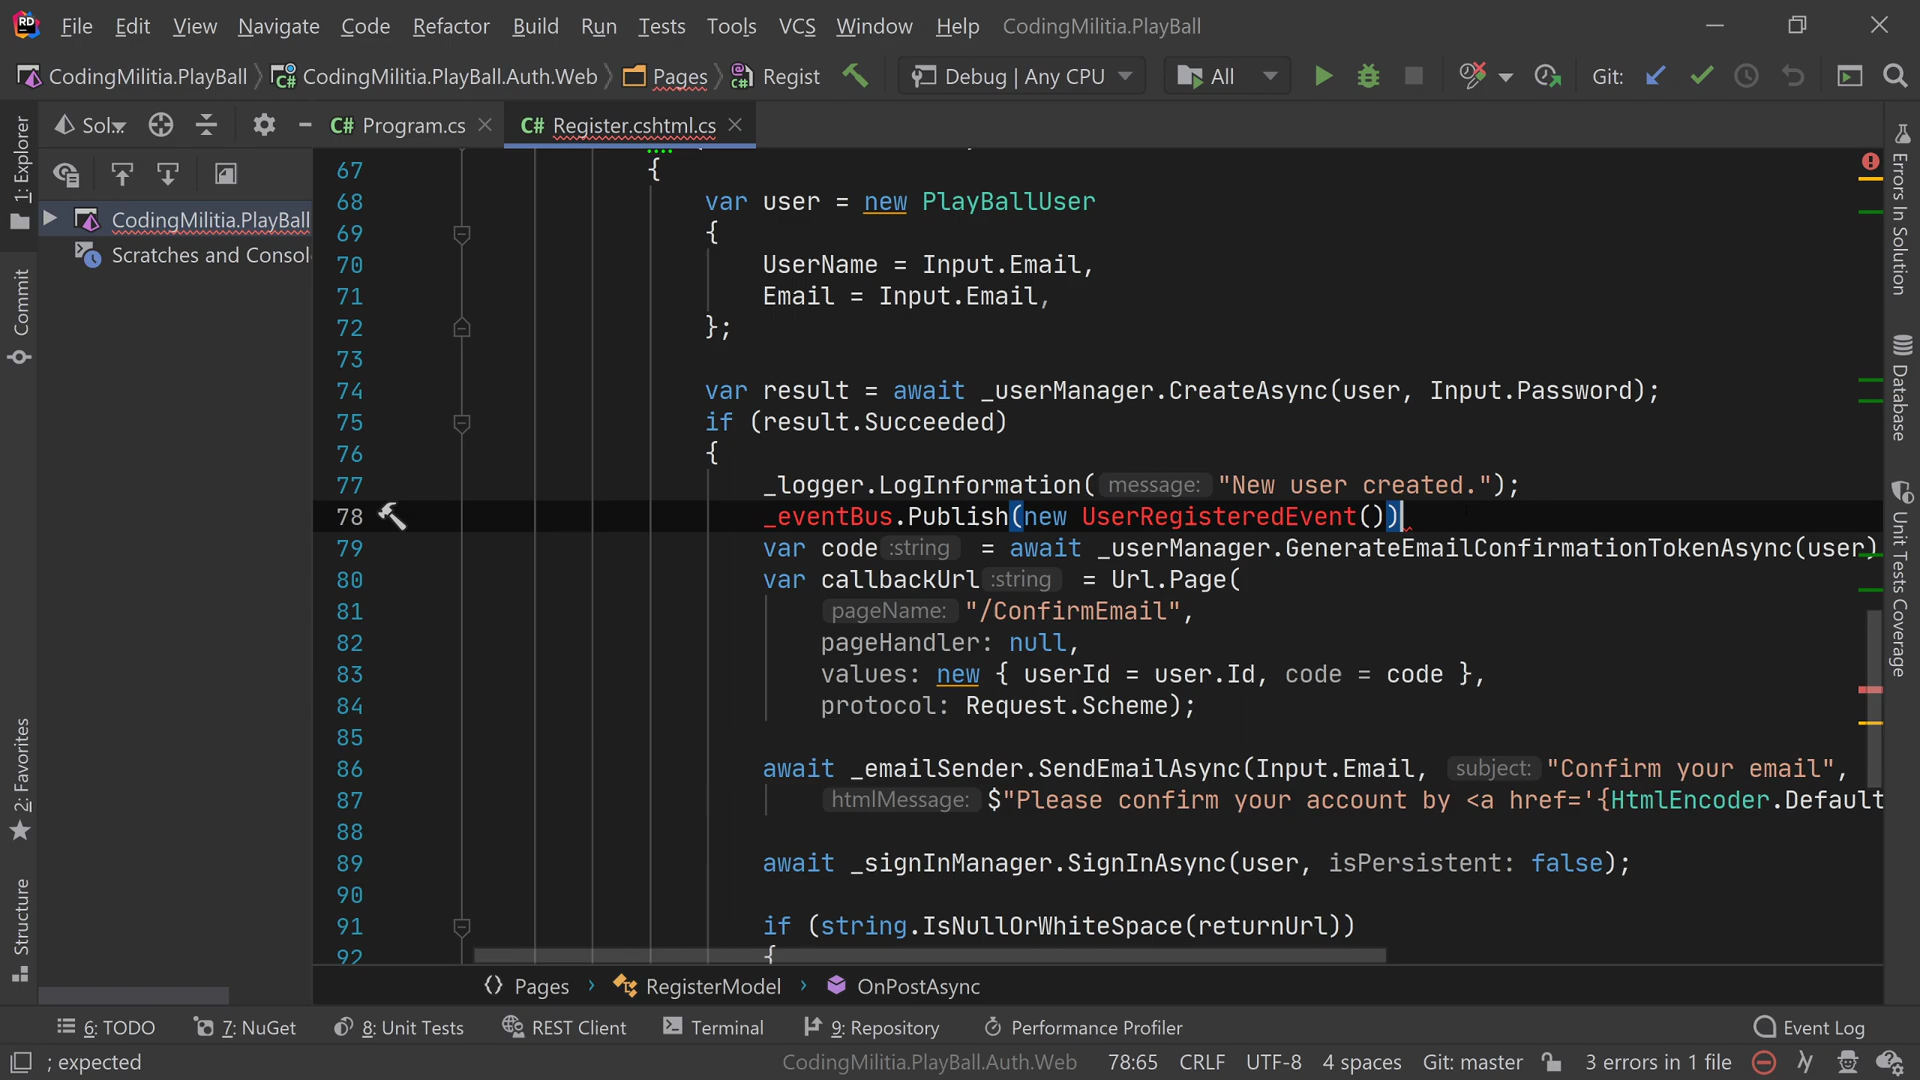 RD File Edit View Navigate Code Refactor Build Run Tests Tools VCS Window Help CodingMilitia.PlayBall
CodingMilitia.PlayBall CodingMilitia.PlayBall.Auth.Web Pages Regist Debug | Any CPU All Git:
Sol.. C# Program.cs C# Register.cshtml.cs
1: Explorer
Commit
2: Favorites
Structure
CodingMilitia.PlayBall
Scratches and Consol
67 {
68 var user = new PlayBallUser
69 {
70 UserName = Input.Email,
71 Email = Input.Email,
72 };
73
74 var result = await _userManager.CreateAsync(user, Input.Password);
75 if (result.Succeeded)
76 {
77 _logger.LogInformation( message: "New user created.");
78 _eventBus.Publish(new UserRegisteredEvent())
79 var code :string = await _userManager.GenerateEmailConfirmationTokenAsync(user)
80 var callbackUrl :string = Url.Page(
81 pageName: "/ConfirmEmail",
82 pageHandler: null,
83 values: new { userId = user.Id, code = code },
84 protocol: Request.Scheme);
85
86 await _emailSender.SendEmailAsync(Input.Email, subject: "Confirm your email",
87 htmlMessage: $"Please confirm your account by <a href='{HtmlEncoder.Default
88
89 await _signInManager.SignInAsync(user, isPersistent: false);
90
91 if (string.IsNullOrWhiteSpace(returnUrl))
92 {
Errors In Solution
Database
Unit Tests Coverage
{} Pages › RegisterModel › OnPostAsync
6: TODO 7: NuGet 8: Unit Tests REST Client Terminal 9: Repository Performance Profiler Event Log
; expected CodingMilitia.PlayBall.Auth.Web 78:65 CRLF UTF-8 4 spaces Git: master 3 errors in 1 file